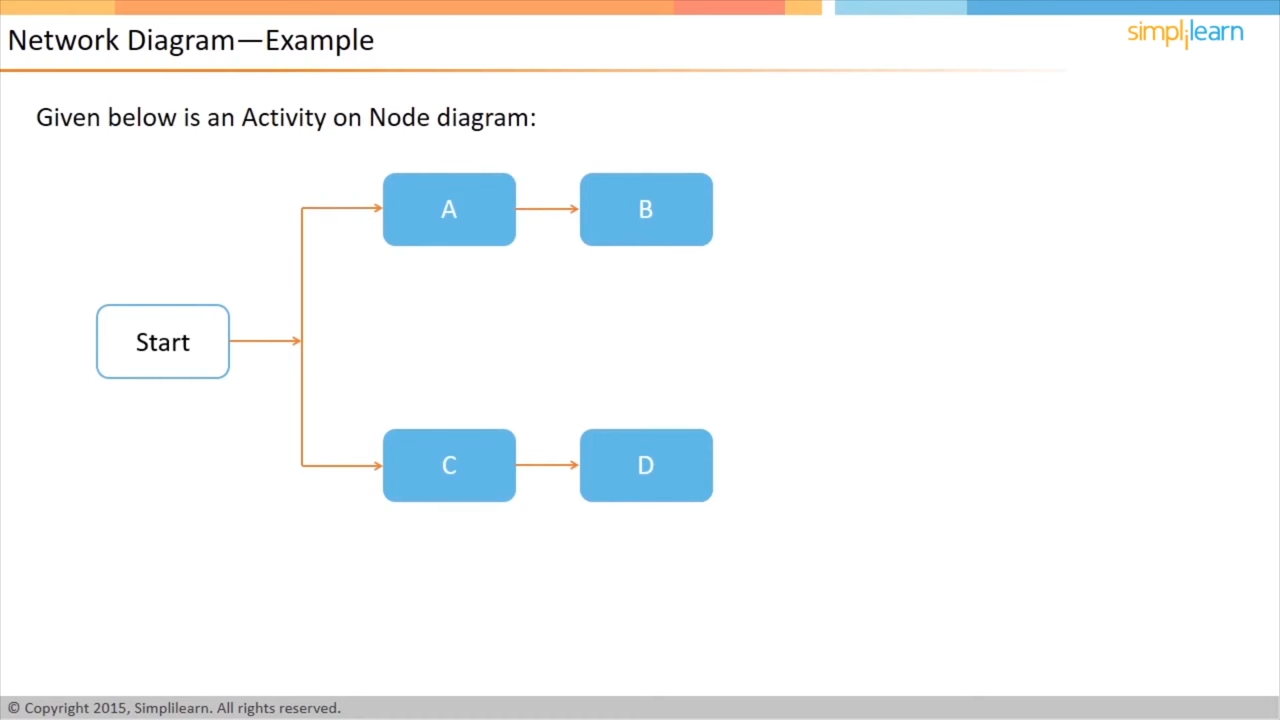 Network Diagram—Example
simplilearn
Given below is an Activity on Node diagram:
A
B
Start
C
D
© Copyright 2015, Simplilearn. All rights reserved.